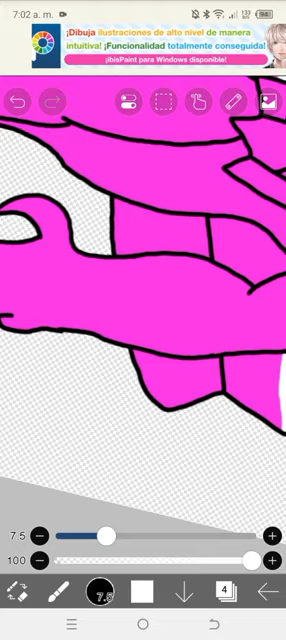 7:02 a. m.
133
B/S
¡Dibuja ilustraciones de alto nivel de manera
intuitiva! ¡Funcionalidad totalmente conseguida!
¡ibisPaint para Windows disponible!
7.5
100
7.5
4